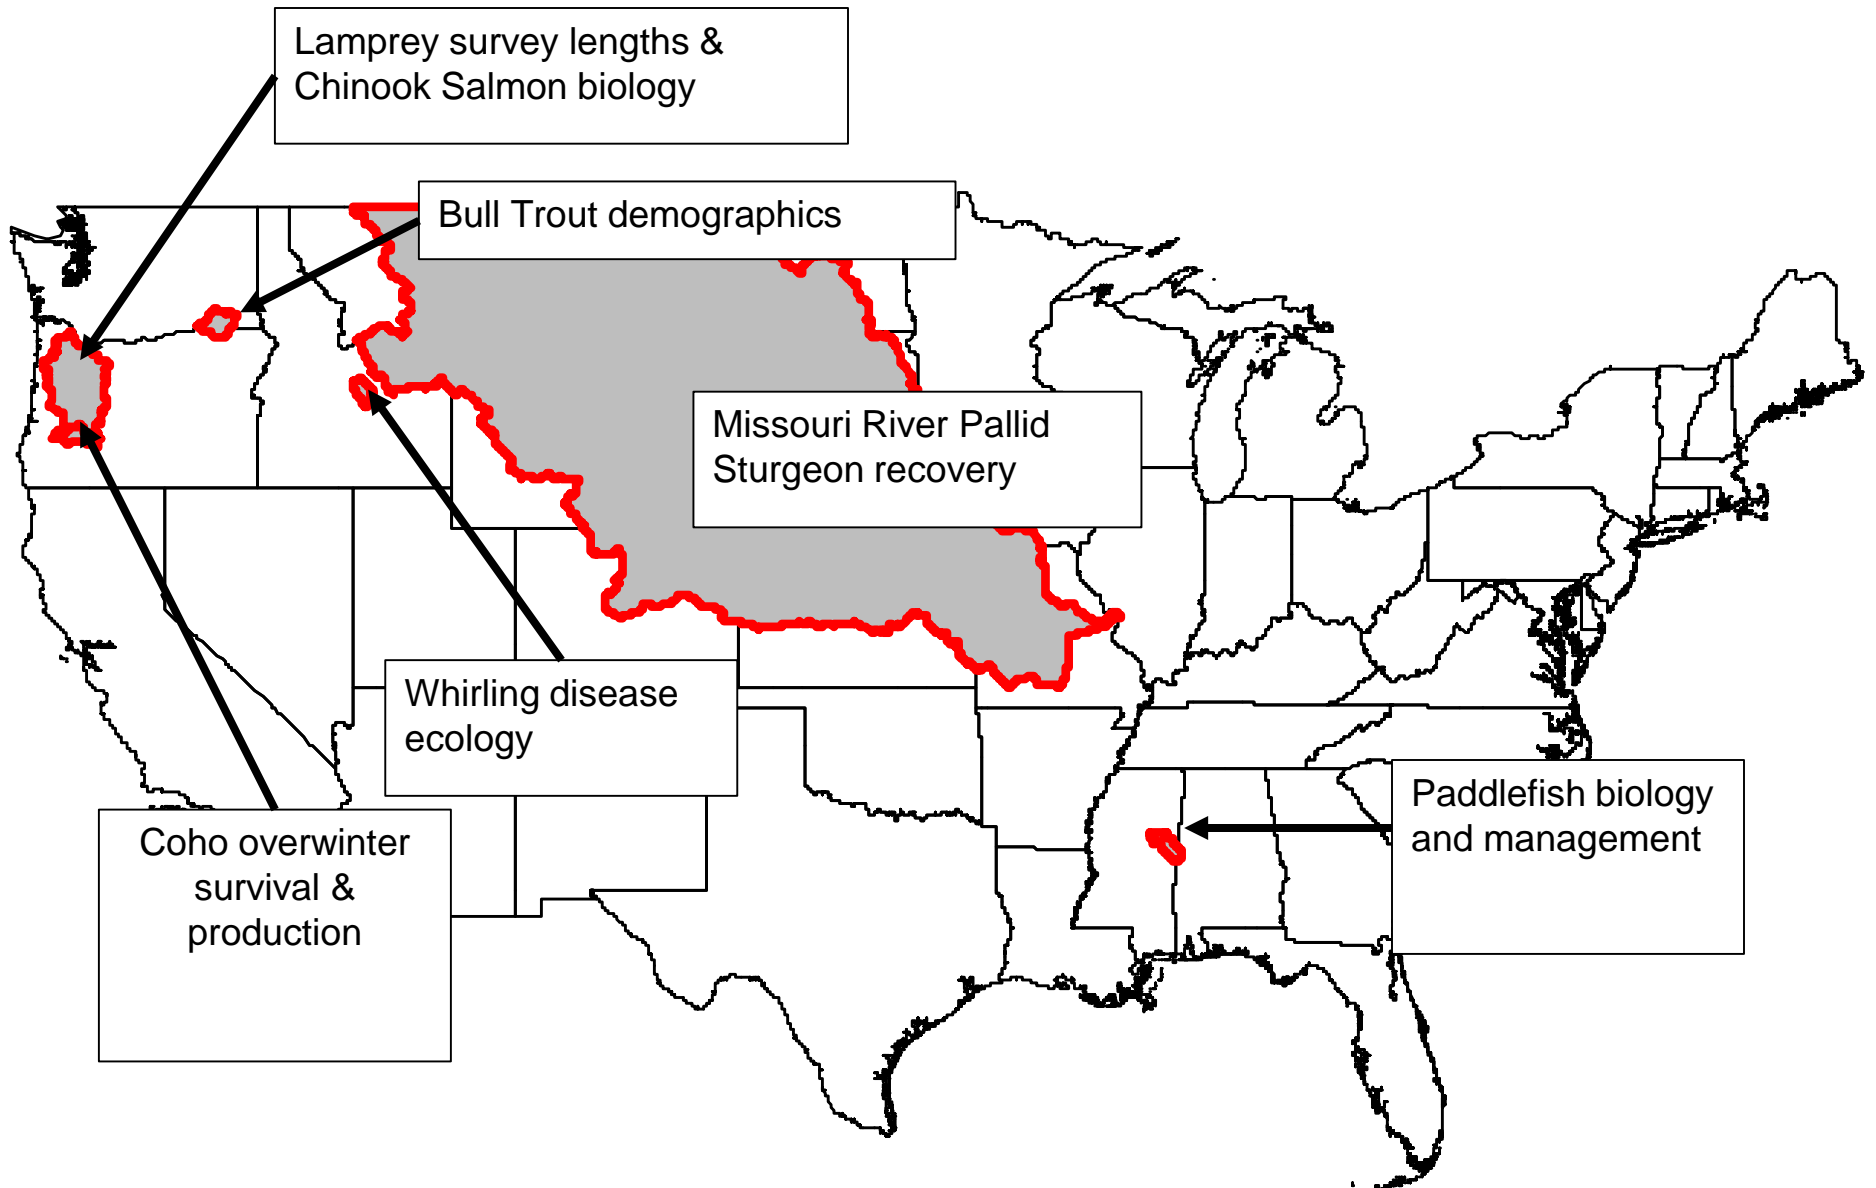 Lamprey survey lengths &
Chinook Salmon biology
Bull Trout demographics
Missouri River Pallid
Sturgeon recovery
Whirling disease
ecology
Paddlefish biology
and management
Coho overwinter
survival &
production